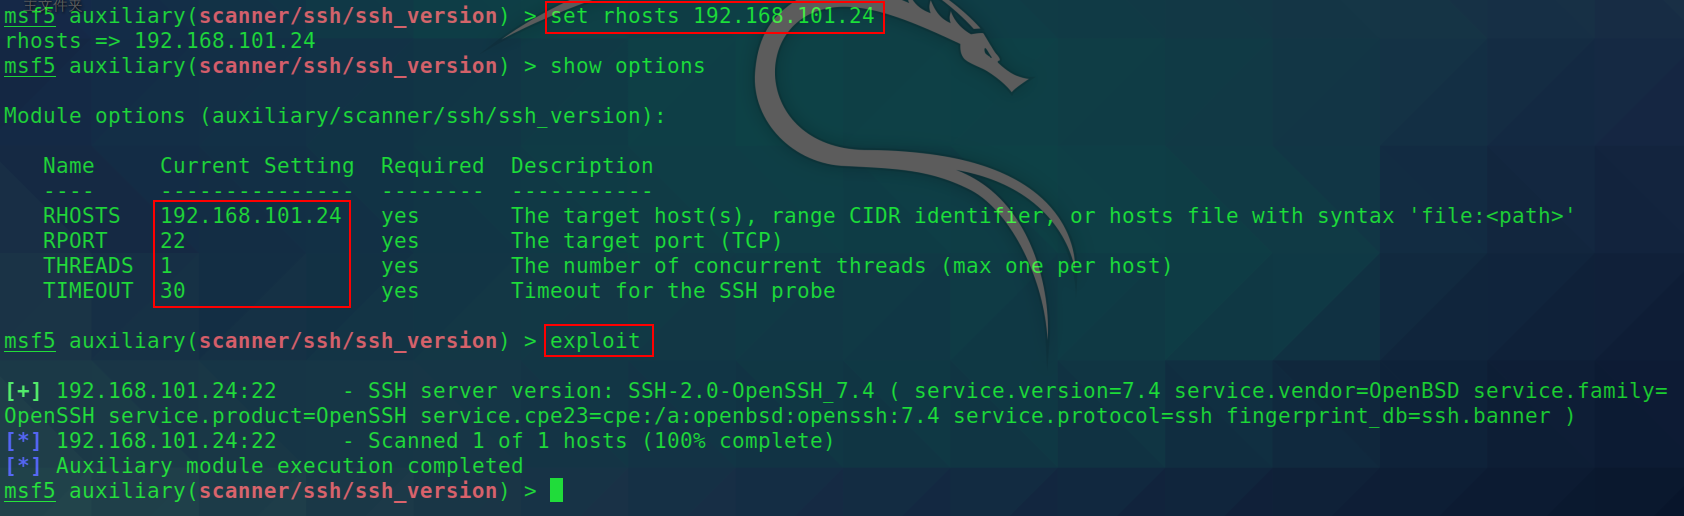 主文件夹
msf5 auxiliary(scanner/ssh/ssh_version) > set rhosts 192.168.101.24
rhosts => 192.168.101.24
msf5 auxiliary(scanner/ssh/ssh_version) > show options
Module options (auxiliary/scanner/ssh/ssh_version):
Name     Current Setting  Required  Description
----     ---------------  --------  -----------
RHOSTS   192.168.101.24   yes       The target host(s), range CIDR identifier, or hosts file with syntax 'file:<path>'
RPORT    22               yes       The target port (TCP)
THREADS  1                yes       The number of concurrent threads (max one per host)
TIMEOUT  30               yes       Timeout for the SSH probe
msf5 auxiliary(scanner/ssh/ssh_version) > exploit
[+] 192.168.101.24:22     - SSH server version: SSH-2.0-OpenSSH_7.4 ( service.version=7.4 service.vendor=OpenBSD service.family=
OpenSSH service.product=OpenSSH service.cpe23=cpe:/a:openbsd:openssh:7.4 service.protocol=ssh fingerprint_db=ssh.banner )
[*] 192.168.101.24:22     - Scanned 1 of 1 hosts (100% complete)
[*] Auxiliary module execution completed
msf5 auxiliary(scanner/ssh/ssh_version) >